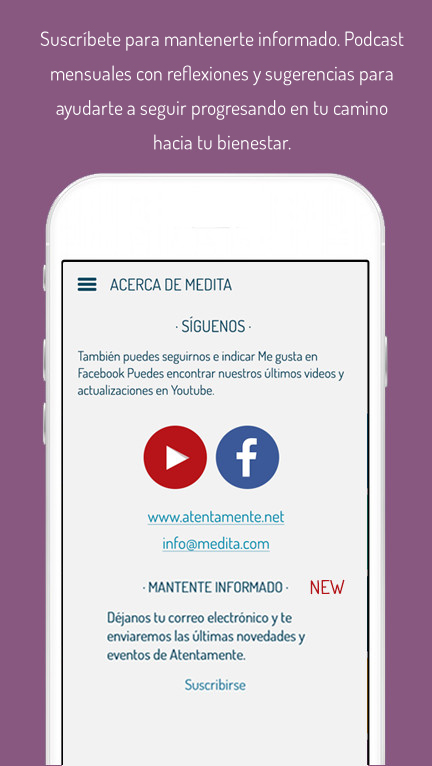 Suscríbete para mantenerte informado. Podcast
mensuales con reflexiones y sugerencias para
ayudarte a seguir progresando en tu camino
hacia tu bienestar.
ACERCA DE MEDITA
· SÍGUENOS ·
También puedes seguirnos e indicar Me gusta en
Facebook Puedes encontrar nuestros últimos videos y
actualizaciones en Youtube.
f
www.atentamente.net
info@medita.com
· MANTENTE INFORMADO · NEW
Déjanos tu correo electrónico y te
enviaremos las últimas novedades y
eventos de Atentamente.
Suscribirse